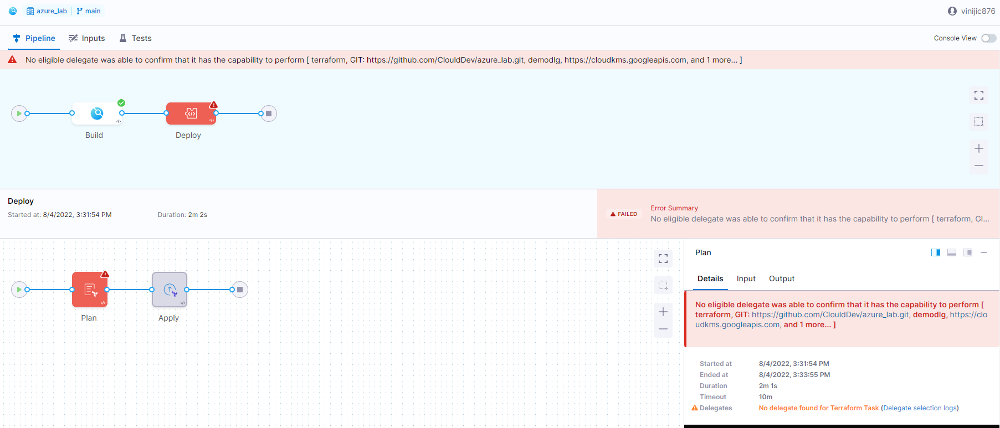 azure_lab main
vinijic876
Pipeline Inputs Tests
Console View
No eligible delegate was able to confirm that it has the capability to perform [ terraform, GIT: https://github.com/ClouldDev/azure_lab.git, demodlg, https://cloudkms.googleapis.com, and 1 more... ]
Build
Deploy
Deploy
Started at: 8/4/2022, 3:31:54 PM Duration: 2m 2s
FAILED
Error Summary
No eligible delegate was able to confirm that it has the capability to perform [ terraform, GI...
Plan
Apply
Plan
Details Input Output
No eligible delegate was able to confirm that it has the capability to perform [
terraform, GIT: https://github.com/ClouldDev/azure_lab.git, demodlg, https://clo
udkms.googleapis.com, and 1 more... ]
Started at 8/4/2022, 3:31:54 PM
Ended at 8/4/2022, 3:33:55 PM
Duration 2m 1s
Timeout 10m
Delegates No delegate found for Terraform Task (Delegate selection logs)